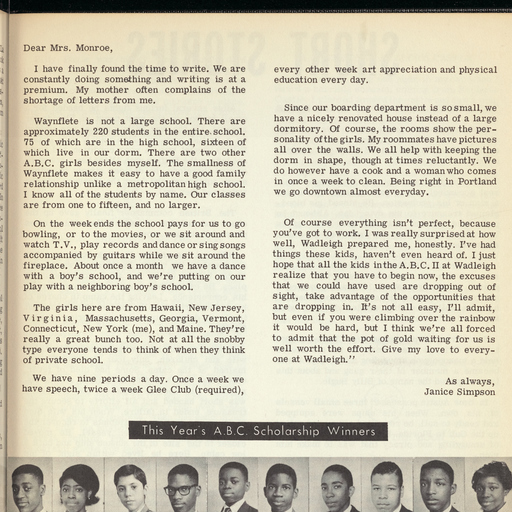 Dear Mrs. Monroe,
I have finally found the time to write. We are
constantly doing something and writing is at a
premium. My mother often complains of the
shortage of letters from me.
Waynflete is not a large school. There are
approximately 220 students in the entire school.
75 of which are in the high school, sixteen of
which live in our dorm. There are two other
A.B.C. girls besides myself. The smallness of
Waynflete makes it easy to have a good family
relationship unlike a metropolitan high school.
I know all of the students by name. Our classes
are from one to fifteen, and no larger.
On the weekends the school pays for us to go
bowling, or to the movies, or we sit around and
watch T.V., play records and dance or sing songs
accompanied by guitars while we sit around the
fireplace. About once a month we have a dance
with a boy's school, and we're putting on our
play with a neighboring boy's school.
The girls here are from Hawaii, New Jersey,
Virginia, Massachusetts, Georgia, Vermont,
Connecticut, New York (me), and Maine. They're
really a great bunch too. Not at all the snobby
type everyone tends to think of when they think
of private school.
We have nine periods a day. Once a week we
have speech, twice a week Glee Club (required),
every other week art appreciation and physical
education every day.
Since our boarding department is so small, we
have a nicely renovated house instead of a large
dormitory. Of course, the rooms show the per-
sonality of the girls. My roommates have pictures
all over the walls. We all help with keeping the
dorm in shape, though at times reluctantly. We
do however have a cook and a woman who comes
in once a week to clean. Being right in Portland
we go downtown almost everyday.
Of course everything isn't perfect, because
you've got to work. I was really surprised at how
well, Wadleigh prepared me, honestly. I've had
things these kids, haven't even heard of. I just
hope that all the kids in the A.B.C. II at Wadleigh
realize that you have to begin now, the excuses
that we could have used are dropping out of
sight, take advantage of the opportunities that
are dropping in. It's not all easy, I'll admit,
but even if you were climbing over the rainbow
it would be hard, but I think we're all forced
to admit that the pot of gold waiting for us is
well worth the effort. Give my love to every-
one at Wadleigh."
As always,
Janice Simpson
This Year's A.B.C. Scholarship Winners